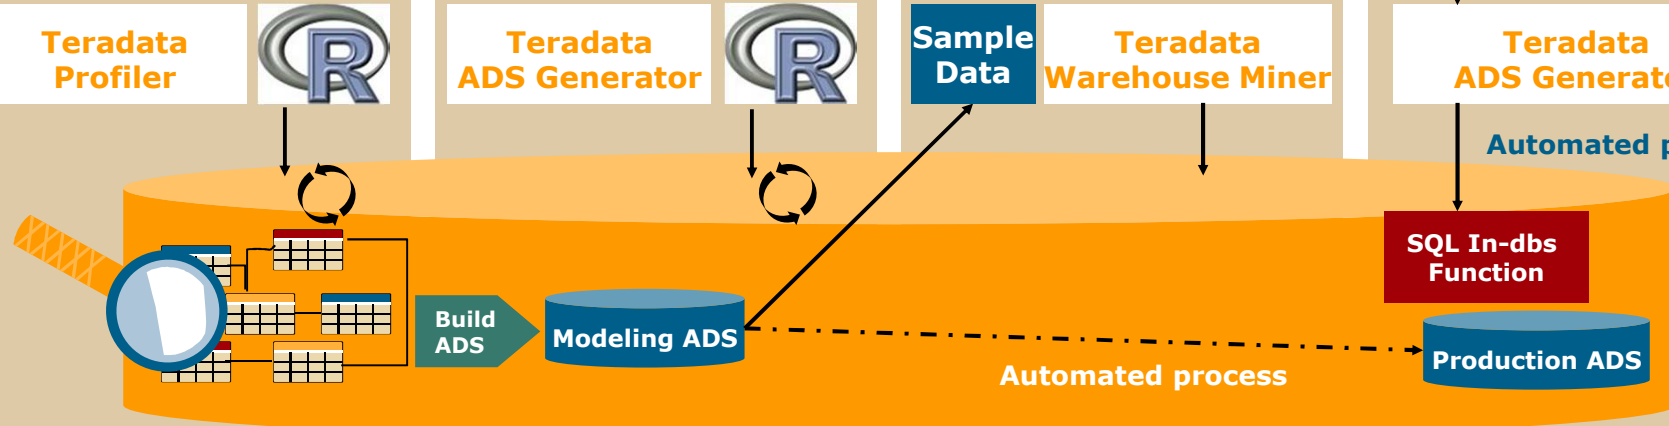 Teradata
Profiler
R
Teradata
ADS Generator
R
Sample
Data
Teradata
Warehouse Miner
Teradata
ADS Generat
Automated
SQL In-dbs
Function
Build
ADS
Modeling ADS
Automated process
Production ADS